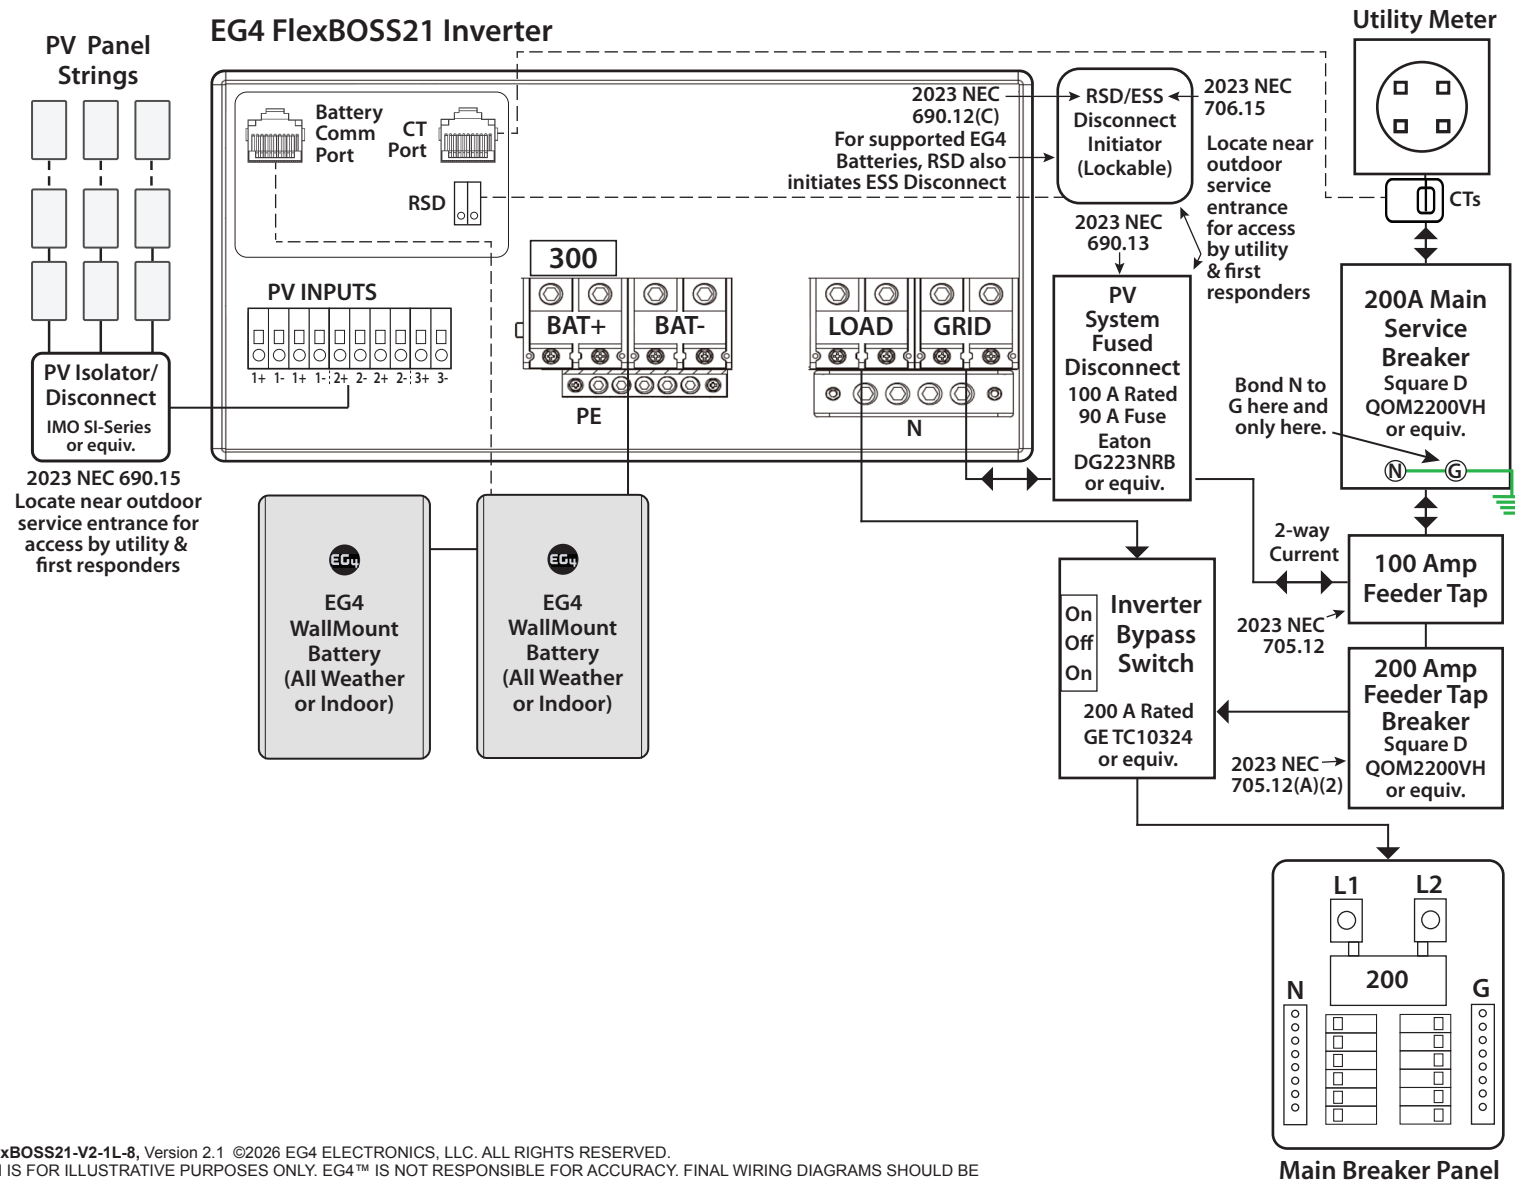 EG4 FlexBOSS21 Inverter
PV Panel
Strings
Utility Meter
Battery
Comm
Port
CT
Port
RSD
2023 NEC
690.12(C)
For supported EG4
Batteries, RSD also
initiates ESS Disconnect
RSD/ESS
Disconnect
Initiator
(Lockable)
2023 NEC
706.15
Locate near
outdoor
service
entrance
for access
by utility
& first
responders
CTs
2023 NEC
690.13
300
PV INPUTS
BAT+
BAT-
LOAD
GRID
1+ 1- 1+ 1- 2+ 2- 2+ 2- 3+ 3-
PE
N
PV Isolator/
Disconnect
IMO SI-Series
or equiv.
2023 NEC 690.15
Locate near outdoor
service entrance for
access by utility &
first responders
PV
System
Fused
Disconnect
100 A Rated
90 A Fuse
Eaton
DG223NRB
or equiv.
200A Main
Service
Breaker
Square D
QOM2200VH
or equiv.
N
G
Bond N to
G here and
only here.
2-way
Current
100 Amp
Feeder Tap
2023 NEC
705.12
EG4
EG4
WallMount
Battery
(All Weather
or Indoor)
EG4
EG4
WallMount
Battery
(All Weather
or Indoor)
On
Off
On
Inverter
Bypass
Switch
200 A Rated
GE TC10324
or equiv.
200 Amp
Feeder Tap
Breaker
Square D
QOM2200VH
or equiv.
2023 NEC
705.12(A)(2)
L1
L2
200
N
G
Main Breaker Panel
xBOSS21-V2-1L-8, Version 2.1 ©2026 EG4 ELECTRONICS, LLC. ALL RIGHTS RESERVED.
IS FOR ILLUSTRATIVE PURPOSES ONLY. EG4™ IS NOT RESPONSIBLE FOR ACCURACY. FINAL WIRING DIAGRAMS SHOULD BE